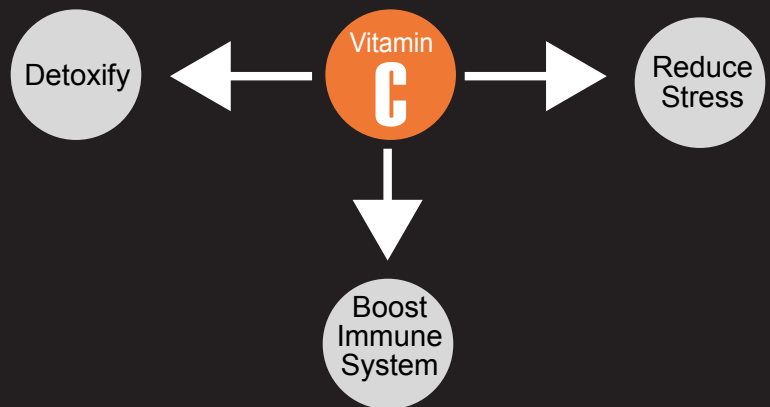 Vitamin
C
Detoxify
Reduce
Stress
Boost
Immune
System